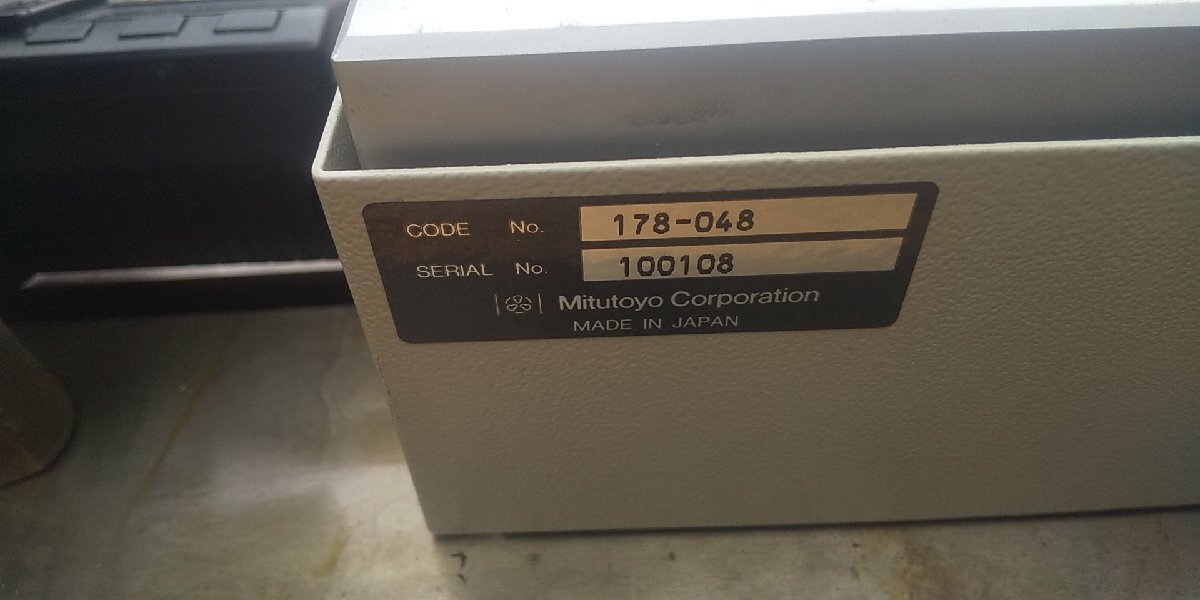 CODE No. 178-048
SERIAL No. 100108
Mitutoyo Corporation
MADE IN JAPAN